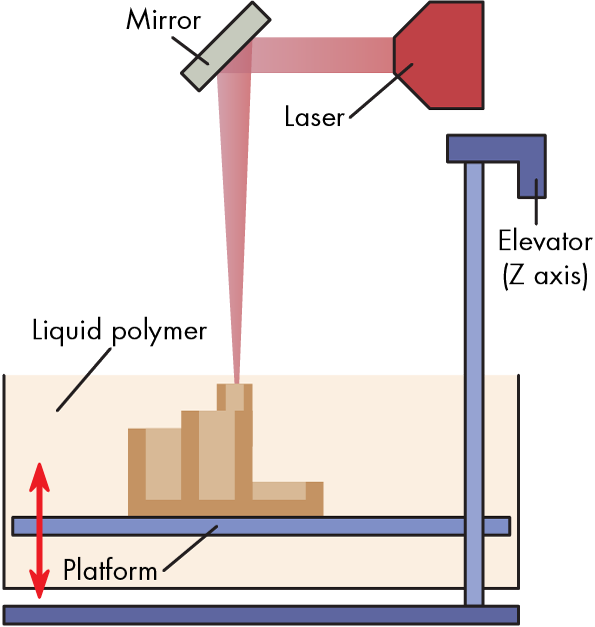 Mirror
Laser
Elevator
(Z axis)
Liquid polymer
Platform